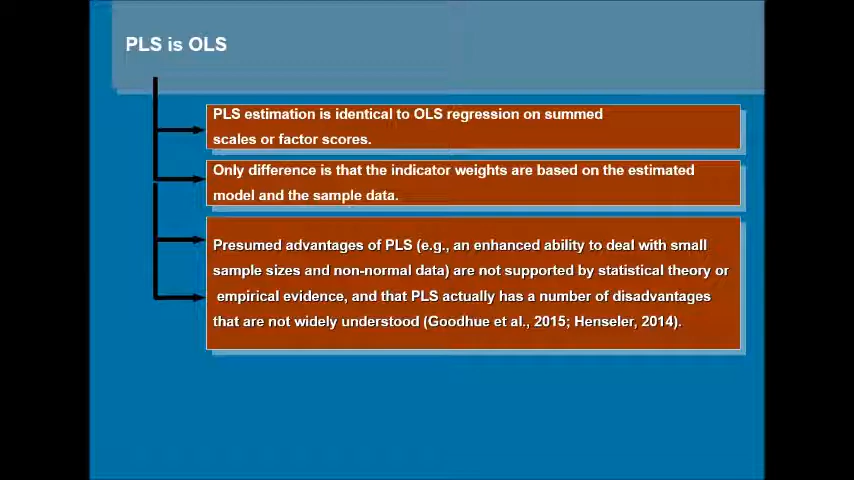 PLS is OLS
PLS estimation is identical to OLS regression on summed
scales or factor scores.
Only difference is that the indicator weights are based on the estimated
model and the sample data.
Presumed advantages of PLS (e.g., an enhanced ability to deal with small
sample sizes and non-normal data) are not supported by statistical theory or
empirical evidence, and that PLS actually has a number of disadvantages
that are not widely understood (Goodhue et al., 2015; Henseler, 2014).